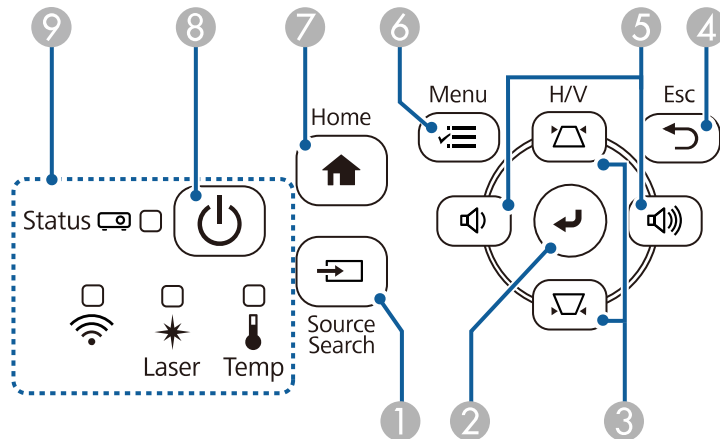 9
8
7
6
5
4
Home
Menu
H/V
Esc
Status
Source
Search
Laser
Temp
1
2
3